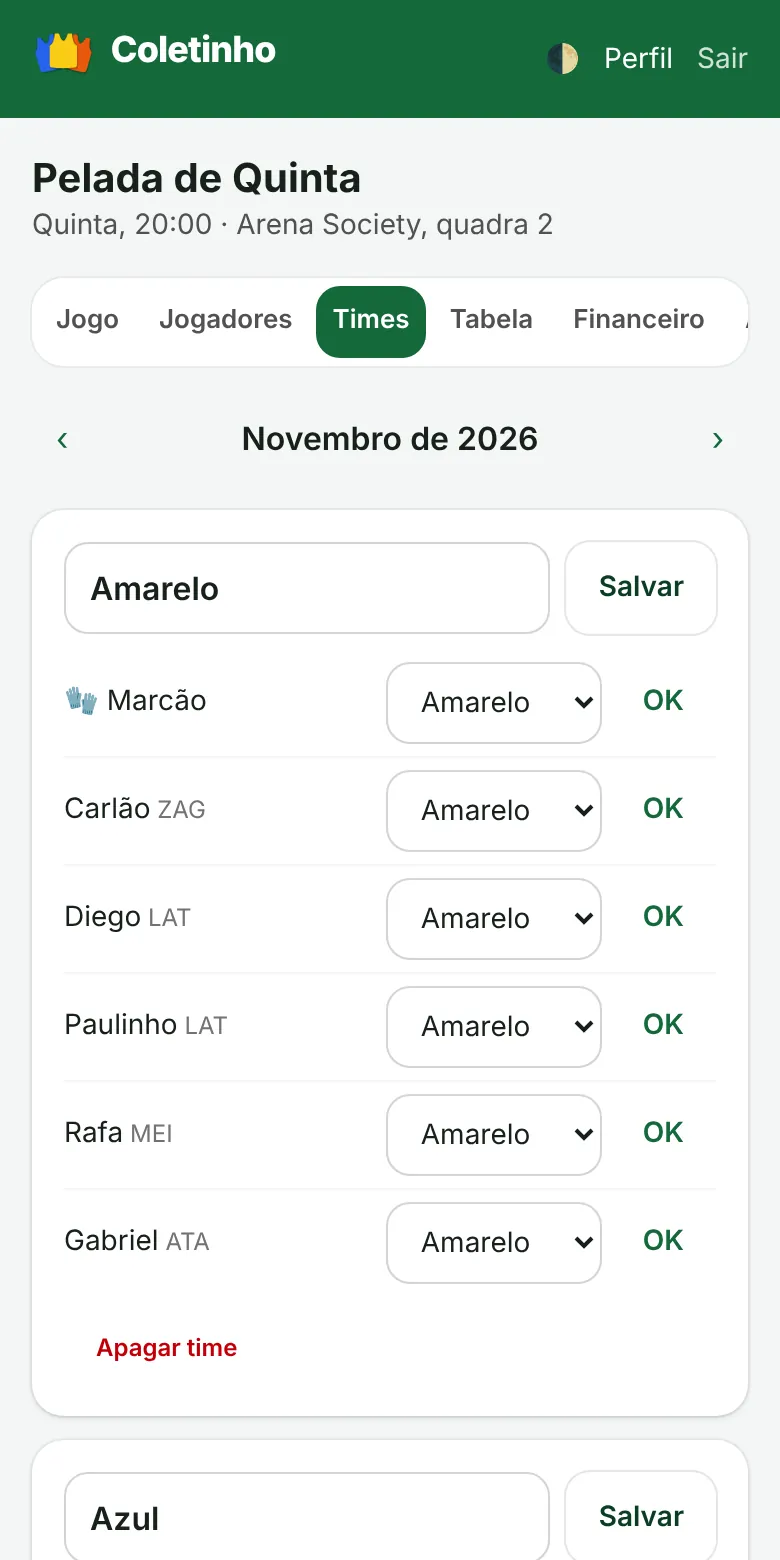 Coletinho
Perfil Sair
Pelada de Quinta
Quinta, 20:00 · Arena Society, quadra 2
Jogo Jogadores Times Tabela Financeiro
‹ Novembro de 2026 ›
Amarelo Salvar
Marcão Amarelo OK
Carlão ZAG Amarelo OK
Diego LAT Amarelo OK
Paulinho LAT Amarelo OK
Rafa MEI Amarelo OK
Gabriel ATA Amarelo OK
Apagar time
Azul Salvar